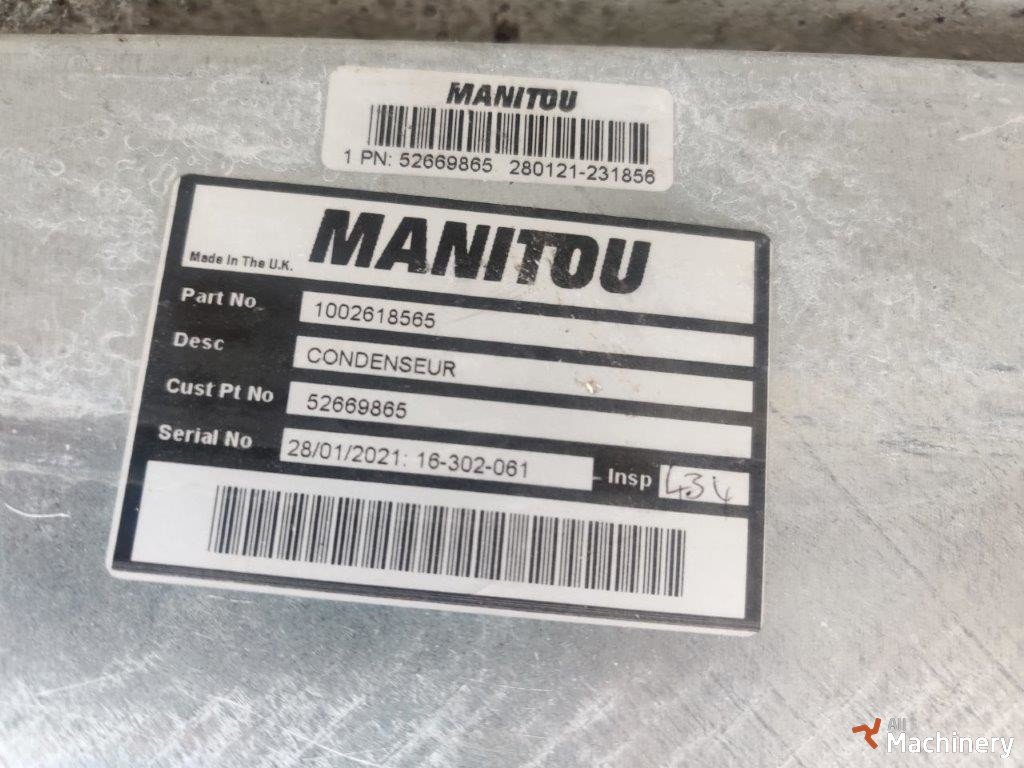 MANITOU
1 PN: 52669865 280121-231856
Made In The U.K.
MANITOU
Part No 1002618565
Desc CONDENSEUR
Cust Pt No 52669865
Serial No 28/01/2021: 16-302-061 Insp 434
All
Machinery